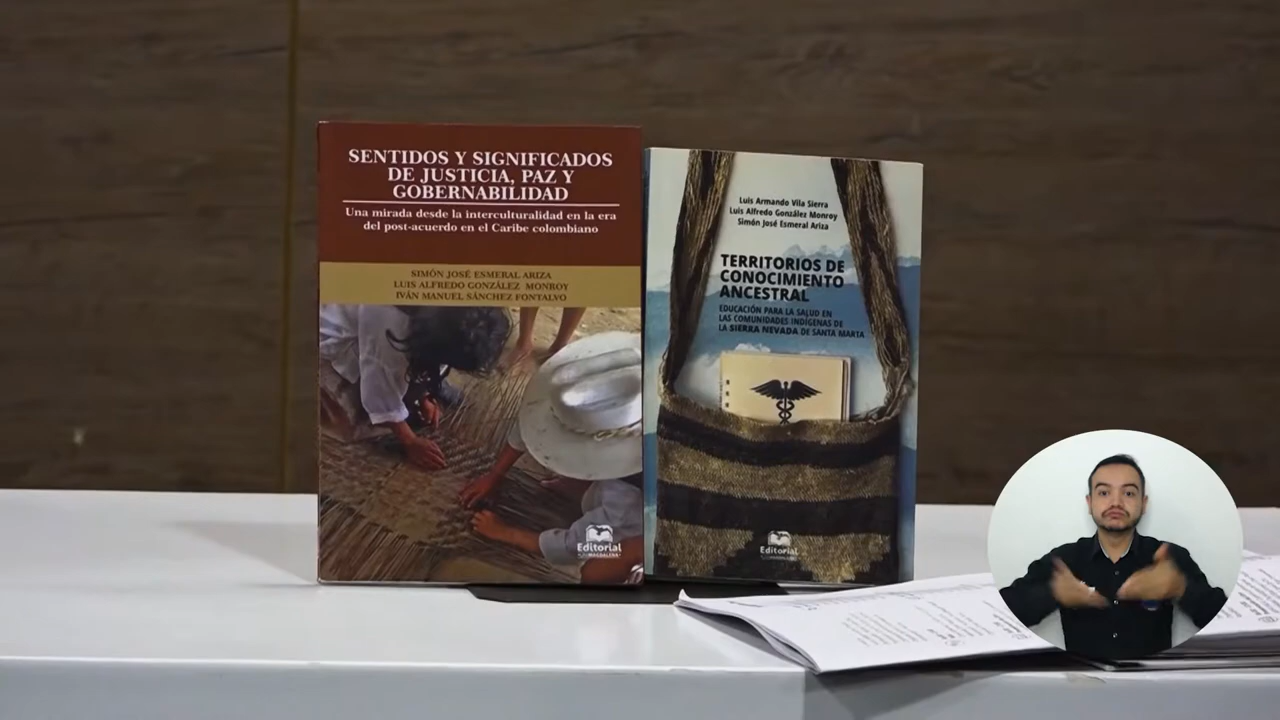 SENTIDOS Y SIGNIFICADOS
DE JUSTICIA, PAZ Y
GOBERNABILIDAD
Una mirada desde la interculturalidad en la era
del post-acuerdo en el Caribe colombiano
SIMÓN JOSÉ ESMERAL ARIZA
LUIS ALFREDO GONZÁLEZ MONROY
IVÁN MANUEL SÁNCHEZ FONTALVO
Editorial
Luis Armando Vila Sierra
Luis Alfredo González Monroy
Simón José Esmeral Ariza
TERRITORIOS DE
CONOCIMIENTO
ANCESTRAL
EDUCACIÓN PARA LA SALUD EN
LAS COMUNIDADES INDÍGENAS DE
LA SIERRA NEVADA DE SANTA MARTA
Editorial